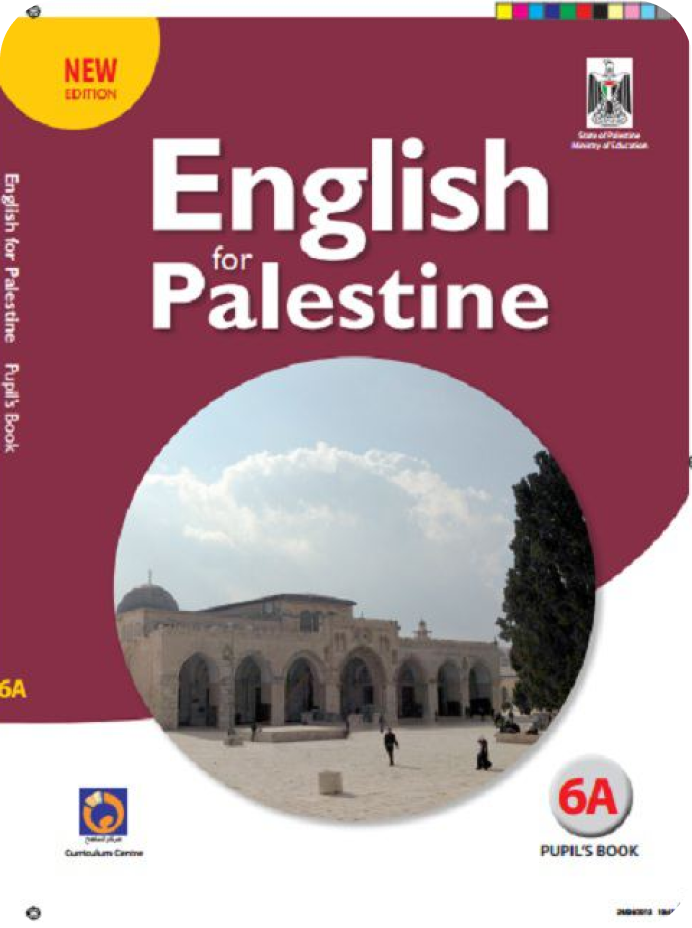 NEW
EDITION
State of Palestine
Ministry of Education
English
for
Palestine
English for Palestine Pupil's Book
6A
6A
PUPIL'S BOOK
Curriculum Centre